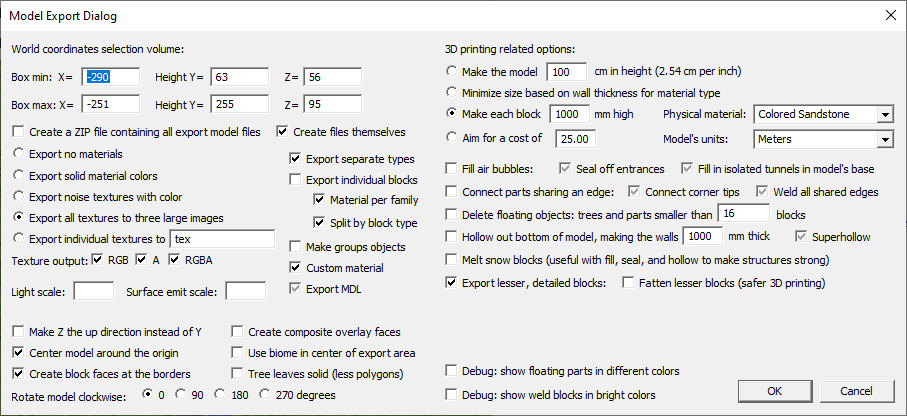 Model Export Dialog
World coordinates selection volume:
Box min: X= -290 Height Y= 63 Z= 56
Box max: X= -251 Height Y= 255 Z= 95
Create a ZIP file containing all export model files Create files themselves
Export no materials
Export solid material colors
Export noise textures with color
Export all textures to three large images
Export individual textures to tex
Texture output: RGB A RGBA
Light scale: Surface emit scale:
Export separate types
Export individual blocks
Material per family
Split by block type
Make groups objects
Custom material
Export MDL
Make Z the up direction instead of Y
Center model around the origin
Create block faces at the borders
Create composite overlay faces
Use biome in center of export area
Tree leaves solid (less polygons)
Rotate model clockwise: 0 90 180 270 degrees
3D printing related options:
Make the model 100 cm in height (2.54 cm per inch)
Minimize size based on wall thickness for material type
Make each block 1000 mm high Physical material: Colored Sandstone
Aim for a cost of 25.00 Model's units: Meters
Fill air bubbles: Seal off entrances Fill in isolated tunnels in model's base
Connect parts sharing an edge: Connect corner tips Weld all shared edges
Delete floating objects: trees and parts smaller than 16 blocks
Hollow out bottom of model, making the walls 1000 mm thick Superhollow
Melt snow blocks (useful with fill, seal, and hollow to make structures strong)
Export lesser, detailed blocks: Fatten lesser blocks (safer 3D printing)
Debug: show floating parts in different colors
Debug: show weld blocks in bright colors
OK Cancel